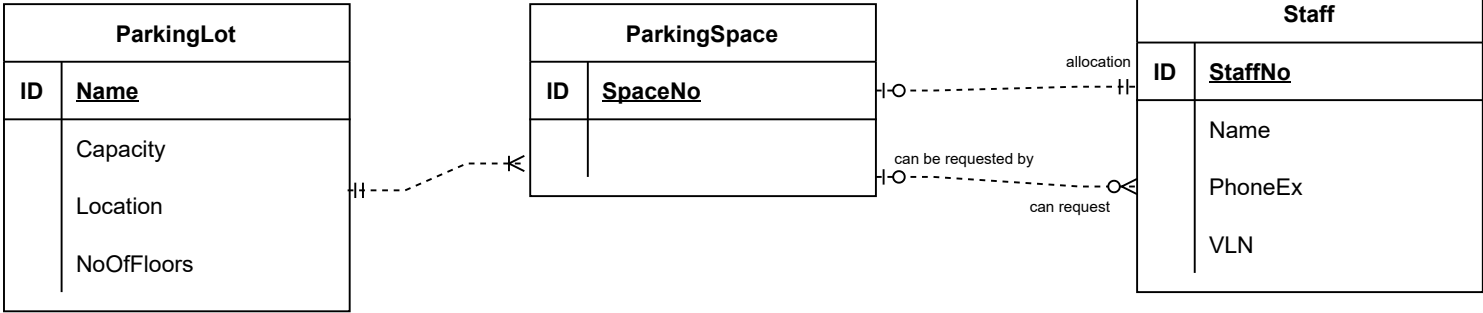 ParkingLot
ID Name
Capacity
Location
NoOfFloors
ParkingSpace
ID SpaceNo
allocation
can be requested by
can request
Staff
ID StaffNo
Name
PhoneEx
VLN